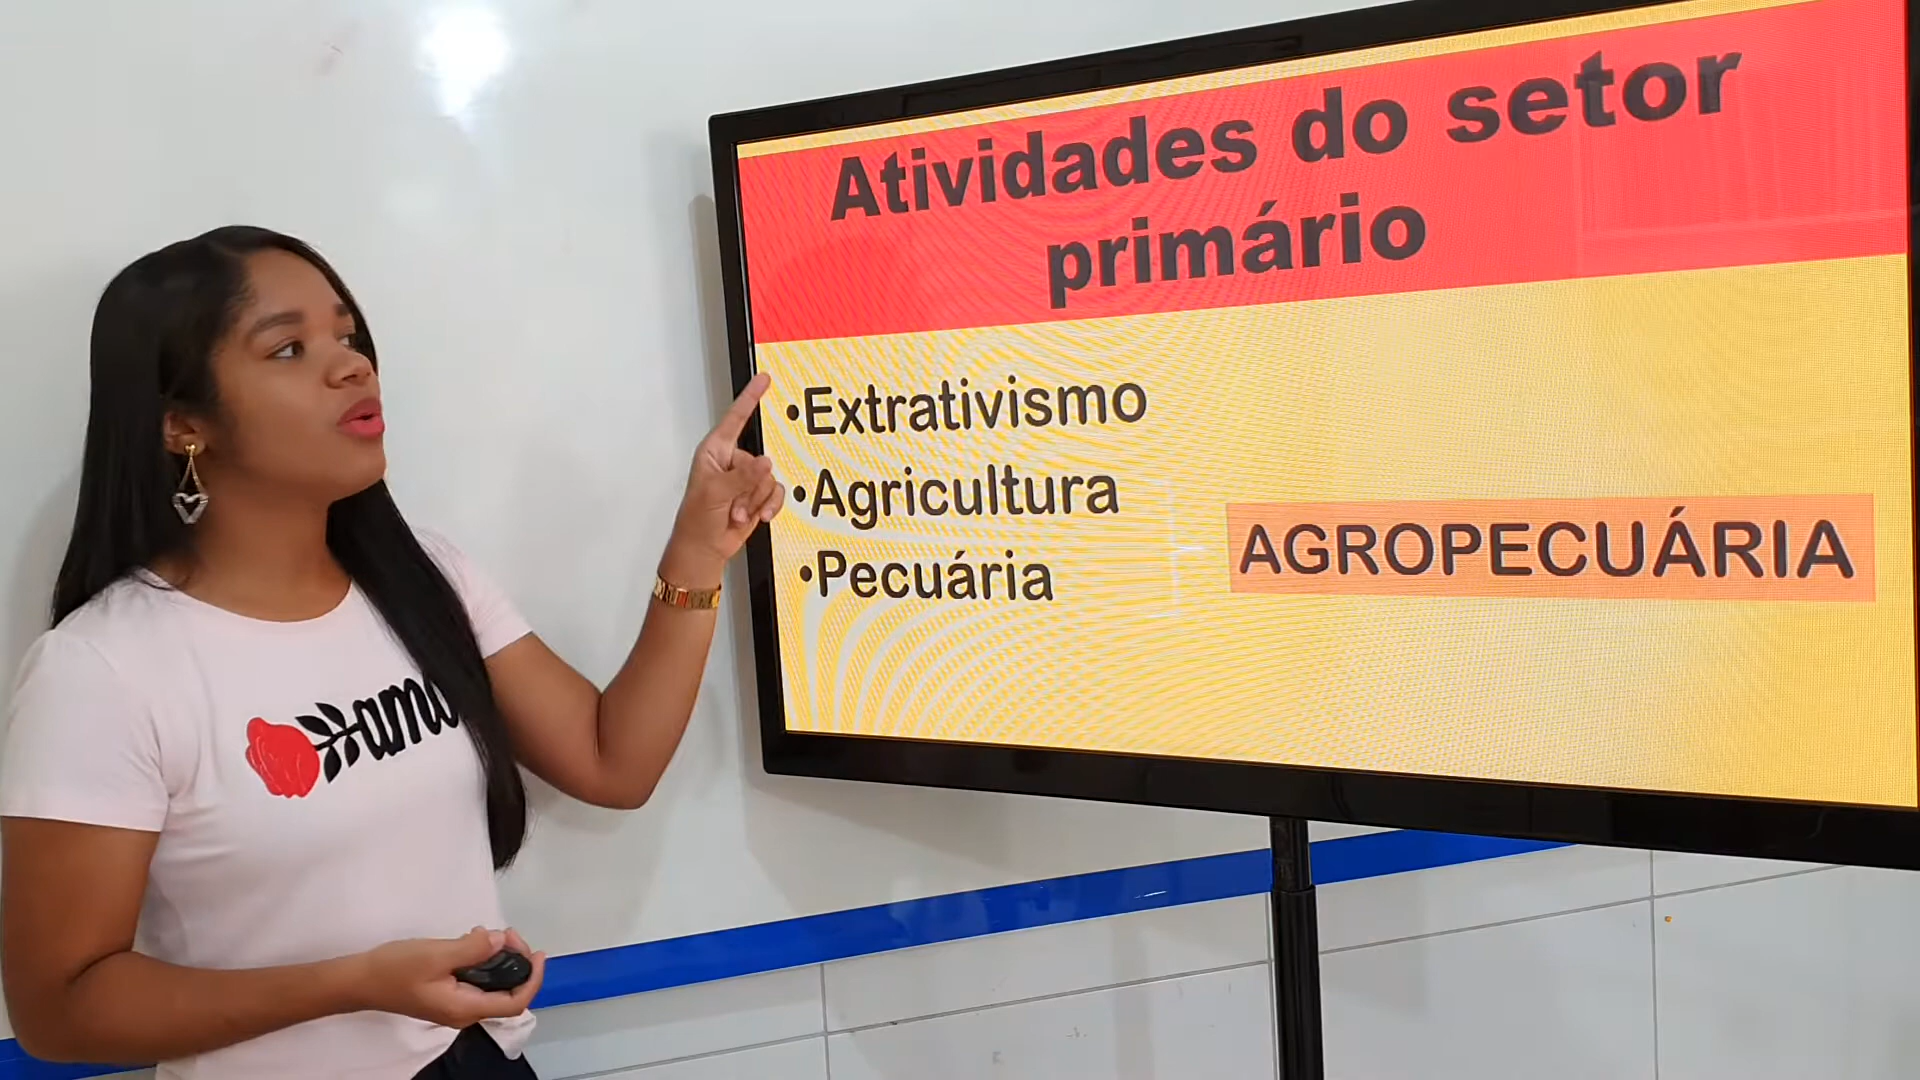 Atividades do setor
primário
•Extrativismo
•Agricultura
•Pecuária
AGROPECUÁRIA
amo